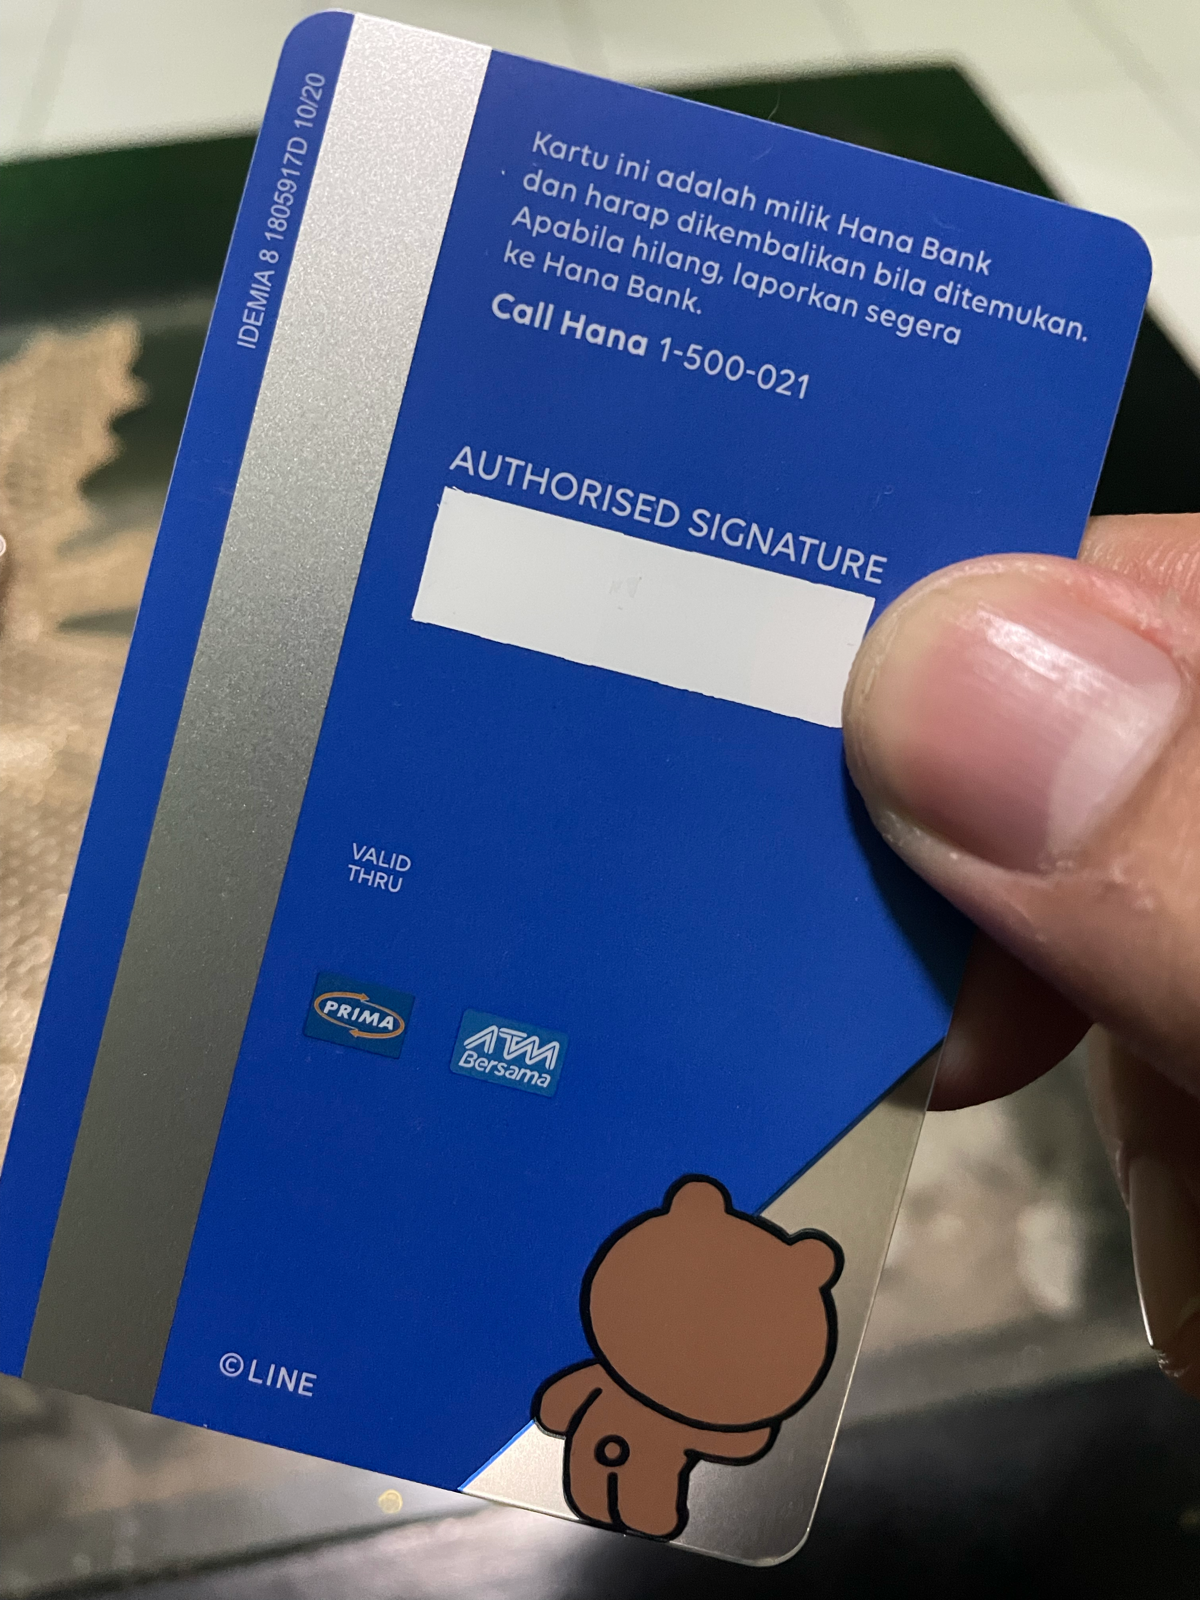 IDEMIA 8 1805917D 10/20
Kartu ini adalah milik Hana Bank
dan harap dikembalikan bila ditemukan.
Apabila hilang, laporkan segera
ke Hana Bank.
Call Hana 1-500-021
AUTHORISED SIGNATURE
VALID
THRU
PRIMA
ATM
Bersama
©LINE